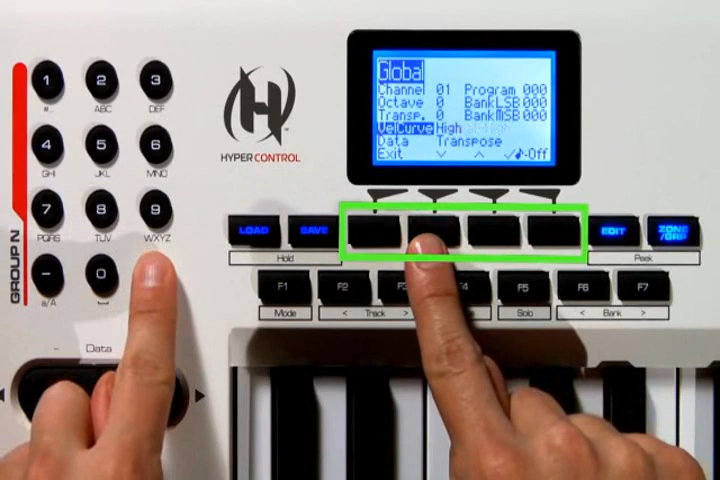 Global
Channel 01 Program 000
Octave 0 BankLSB 000
Transp. 0 BankMSB 000
VelCurve High
Data Transpose
Exit -Off
1 2 3
ABC DEF
4 5 6
GHI JKL MNO
7 8 9
PQRS TUV WXYZ
- 0
a/A
GROUP N
HYPER CONTROL
LOAD SAVE EDIT ZONE
/GRP
Hold Peek
F1 F2 F3 F4 F5 F6 F7
Mode < Track > Solo < Bank >
- Data